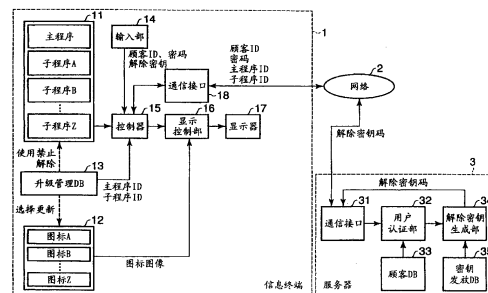 11
主程序
子程序A
子程序B
子程序Z
使用禁止
解除
13
升级管理DB
选择更新
12
图标A
图标B
图标Z
14
输入部
顾客ID、密码
解除密钥
通信接口
18
15
控制器
16
显示
控制部
17
显示器
主程序ID
子程序ID
图标图像
信息终端
1
顾客ID
密码
主程序ID
子程序ID
2
网络
解除密钥码
3
解除密钥码
31
通信接口
32
用户
认证部
34
解除密钥
生成部
33
顾客DB
35
密钥
发放DB
服务器